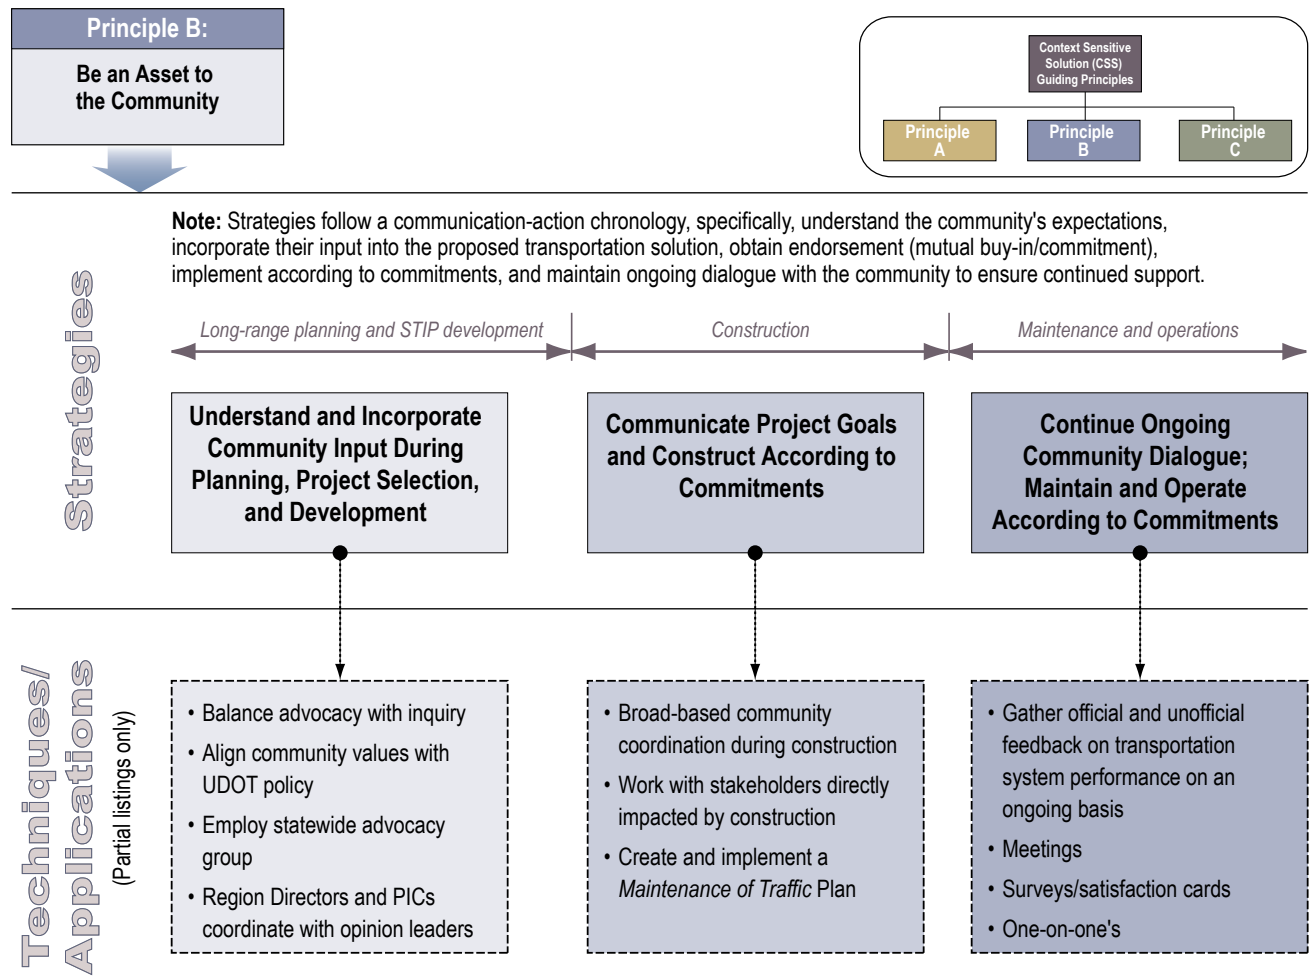 Principle B:
Be an Asset to
the Community
Context Sensitive
Solution (CSS)
Guiding Principles
Principle
A
Principle
B
Principle
C
Note: Strategies follow a communication-action chronology, specifically, understand the community's expectations,
incorporate their input into the proposed transportation solution, obtain endorsement (mutual buy-in/commitment),
implement according to commitments, and maintain ongoing dialogue with the community to ensure continued support.
Strategies
Long-range planning and STIP development
Construction
Maintenance and operations
Understand and Incorporate
Community Input During
Planning, Project Selection,
and Development
Communicate Project Goals
and Construct According to
Commitments
Continue Ongoing
Community Dialogue;
Maintain and Operate
According to Commitments
Techniques/
Applications
(Partial listings only)
• Balance advocacy with inquiry
• Align community values with
UDOT policy
• Employ statewide advocacy
group
• Region Directors and PICs
coordinate with opinion leaders
• Broad-based community
coordination during construction
• Work with stakeholders directly
impacted by construction
• Create and implement a
Maintenance of Traffic Plan
• Gather official and unofficial
feedback on transportation
system performance on an
ongoing basis
• Meetings
• Surveys/satisfaction cards
• One-on-one's